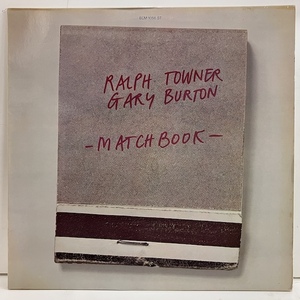 RALPH TOWNER
GARY BURTON
-MATCHBOOK-